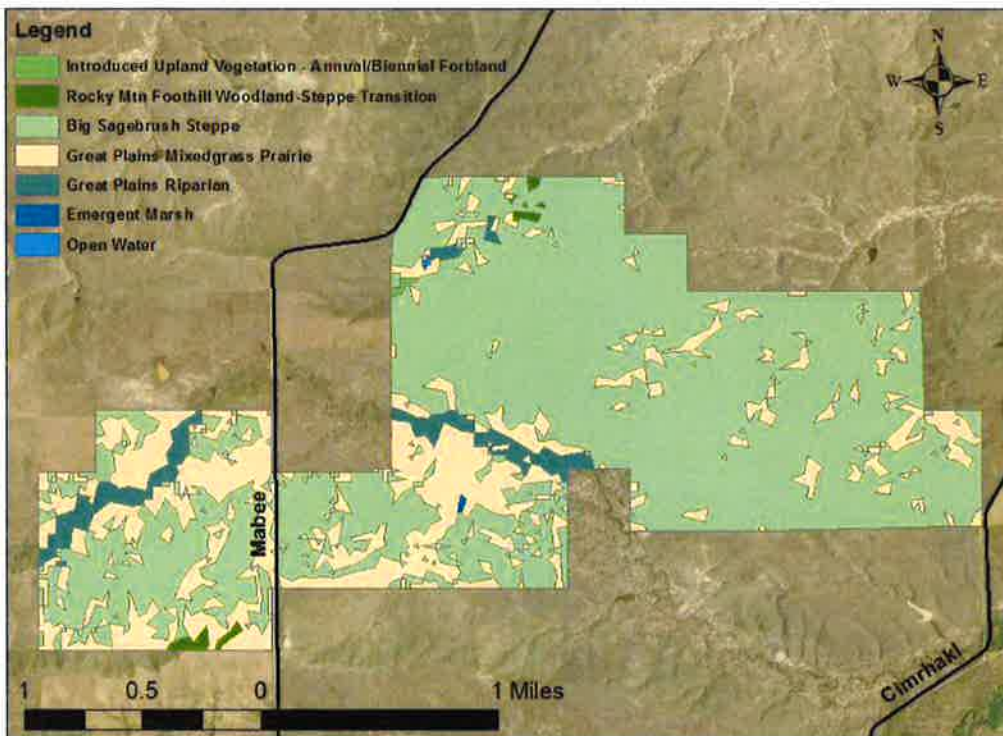 Legend
Introduced Upland Vegetation - Annual/Biennial Forbland
Rocky Mtn Foothill Woodland-Steppe Transition
Big Sagebrush Steppe
Great Plains Mixedgrass Prairie
Great Plains Riparian
Emergent Marsh
Open Water
N
W E
S
Mabee
Cimrhakl
1 0.5 0 1 Miles